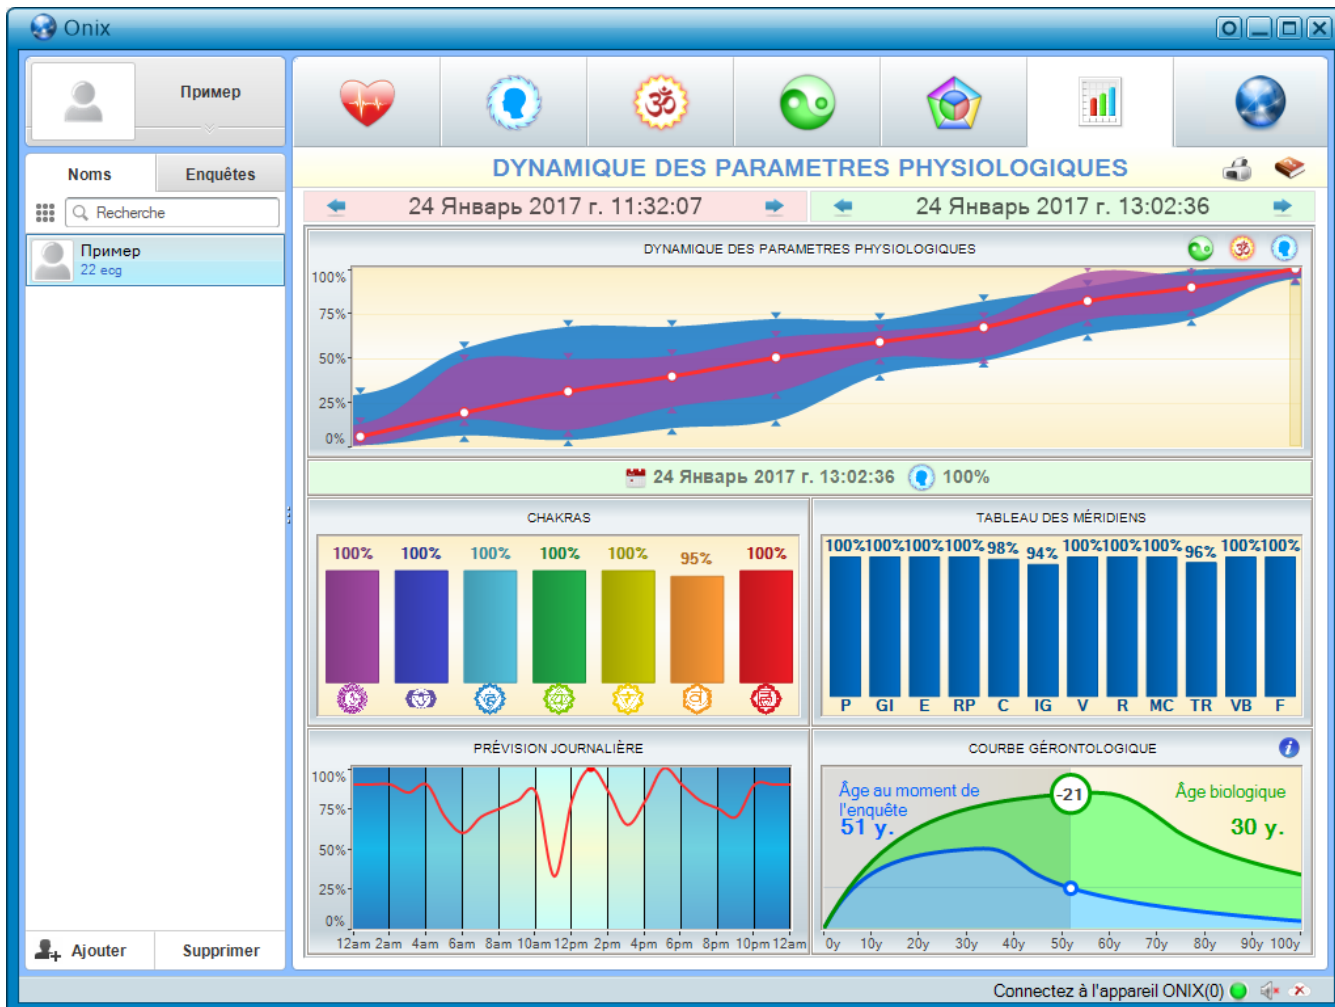 Onix
Пример
Noms Enquêtes
Recherche
Пример
22 ecg
Ajouter Supprimer
DYNAMIQUE DES PARAMETRES PHYSIOLOGIQUES
24 Январь 2017 г. 11:32:07 24 Январь 2017 г. 13:02:36
DYNAMIQUE DES PARAMETRES PHYSIOLOGIQUES
100%
75%
50%
25%
0%
24 Январь 2017 г. 13:02:36 100%
CHAKRAS
100% 100% 100% 100% 100% 95% 100%
TABLEAU DES MÉRIDIENS
100% 100% 100% 100% 98% 94% 100% 100% 100% 96% 100% 100%
P GI E RP C IG V R MC TR VB F
PRÉVISION JOURNALIÈRE
100%
75%
50%
25%
0%
12am 2am 4am 6am 8am 10am 12pm 2pm 4pm 6pm 8pm 10pm 12am
COURBE GÉRONTOLOGIQUE
Âge au moment de
l'enquête
51 y.
-21
Âge biologique
30 y.
0y 10y 20y 30y 40y 50y 60y 70y 80y 90y 100y
Connectez à l'appareil ONIX(0)